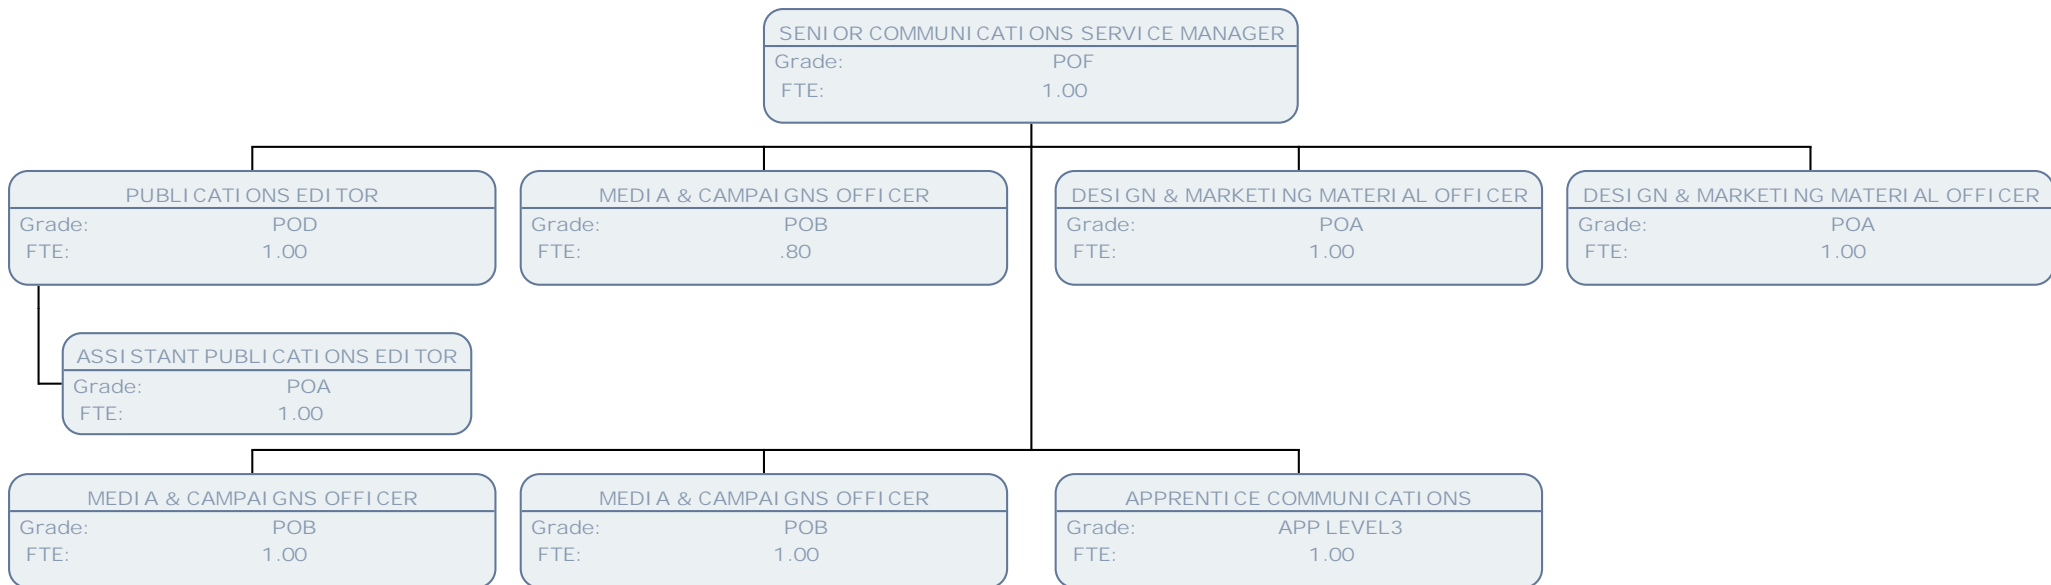 SENIOR COMMUNICATIONS SERVICE MANAGER
Grade: POF
FTE: 1.00
PUBLICATIONS EDITOR
Grade: POD
FTE: 1.00
MEDIA & CAMPAIGNS OFFICER
Grade: POB
FTE: .80
DESIGN & MARKETING MATERIAL OFFICER
Grade: POA
FTE: 1.00
DESIGN & MARKETING MATERIAL OFFICER
Grade: POA
FTE: 1.00
ASSISTANT PUBLICATIONS EDITOR
Grade: POA
FTE: 1.00
MEDIA & CAMPAIGNS OFFICER
Grade: POB
FTE: 1.00
MEDIA & CAMPAIGNS OFFICER
Grade: POB
FTE: 1.00
APPRENTICE COMMUNICATIONS
Grade: APP LEVEL3
FTE: 1.00